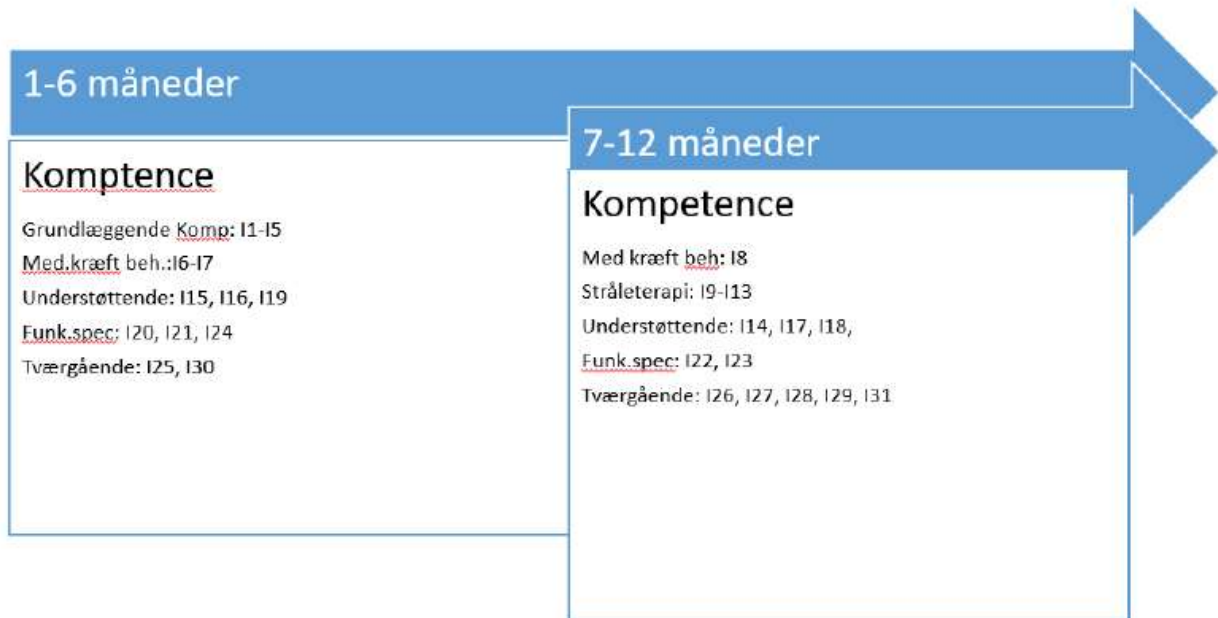 1-6 måneder
Komptence
Grundlæggende Komp: I1-I5
Med.kræft beh.:I6-I7
Understøttende: I15, I16, I19
Funk.spec: I20, I21, I24
Tværgående: I25, I30
7-12 måneder
Kompetence
Med kræft beh: I8
Stråleterapi: I9-I13
Understøttende: I14, I17, I18,
Funk.spec: I22, I23
Tværgående: I26, I27, I28, I29, I31